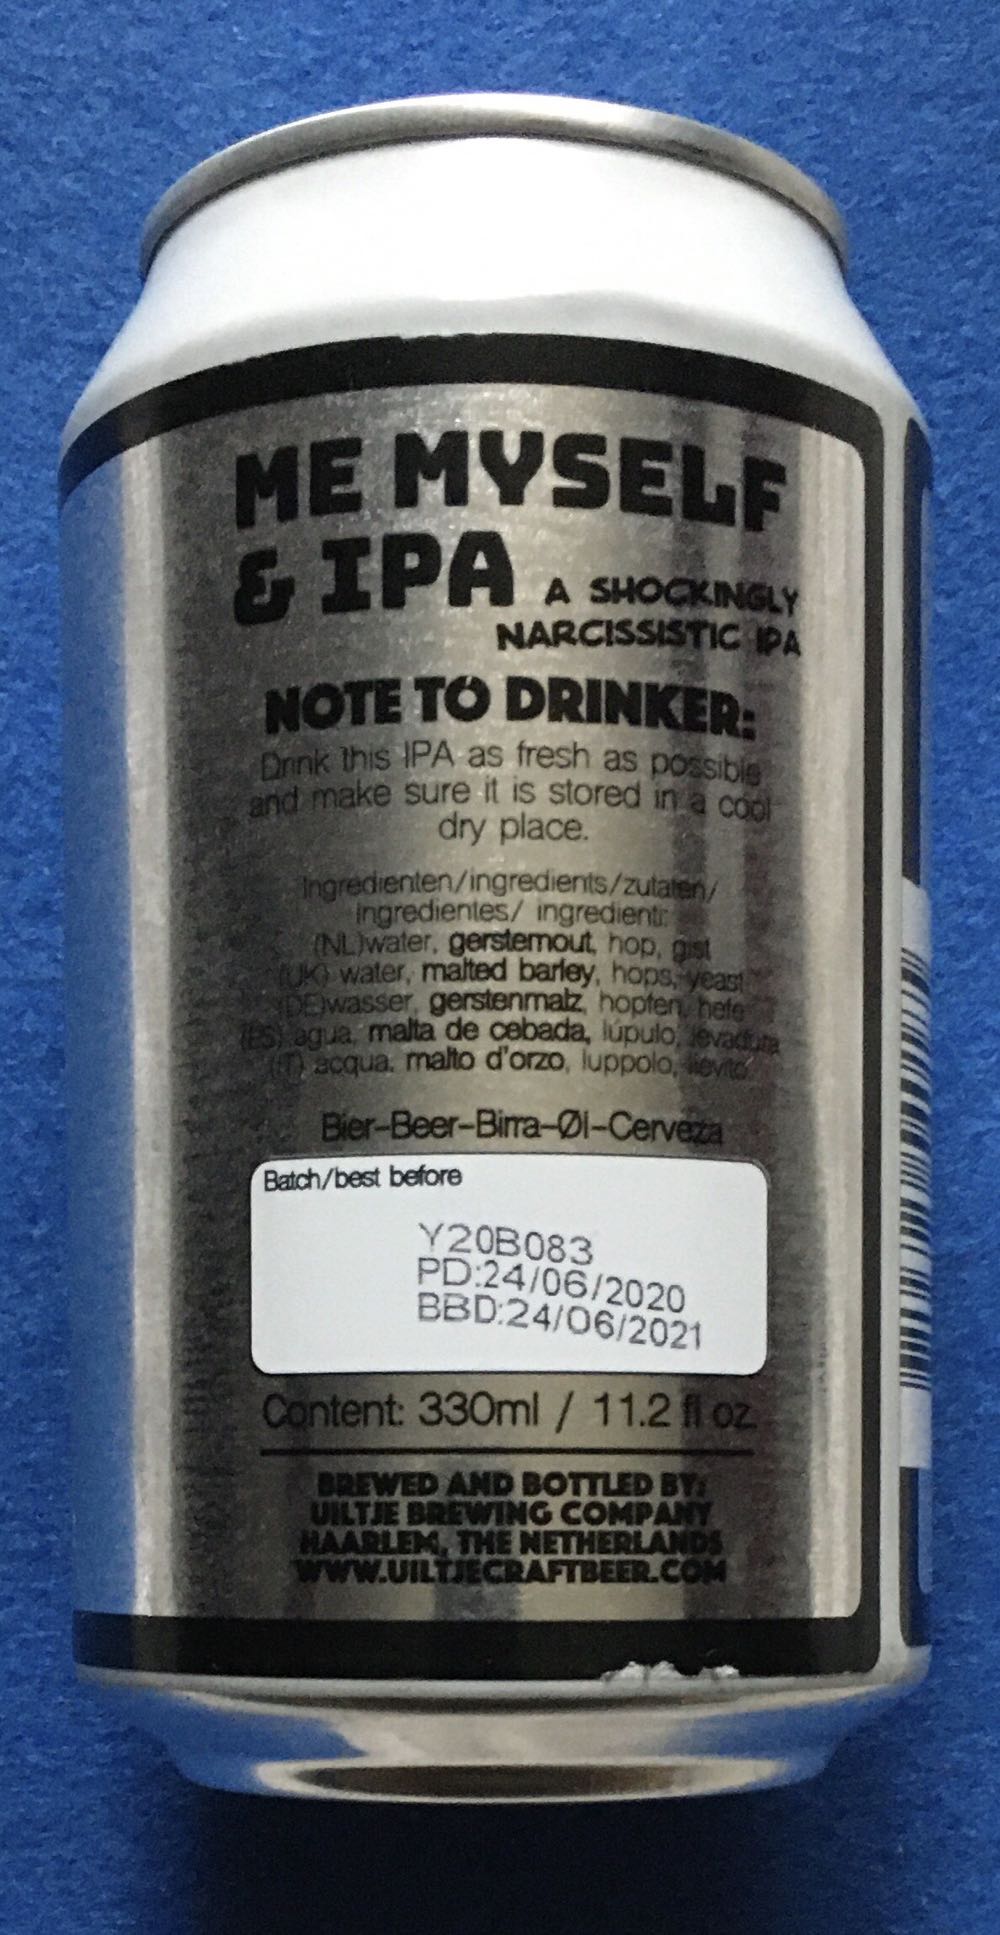 ME MYSELF
& IPA A SHOCKINGLY
NARCISSISTIC IPA
NOTE TO DRINKER:
Drink this IPA as fresh as possible
and make sure it is stored in a cool
dry place.
Ingredienten/ingredients/zutaten/
ingredientes/ ingredienti:
(NL)water, gerstemout, hop, gist
(UK) water, malted barley, hops, yeast
(DE)wasser, gerstenmalz, hopfen, hefe
(ES) agua, malta de cebada, lúpulo, levadura
(IT) acqua, malto d'orzo, luppolo, lievito
Bier-Beer-Birra-Øl-Cerveza
Batch/best before
Y20B083
PD:24/06/2020
BBD:24/06/2021
Content: 330ml / 11.2 fl oz
BREWED AND BOTTLED BY:
UILTJE BREWING COMPANY
HAARLEM, THE NETHERLANDS
WWW.UILTJECRAFTBEER.COM